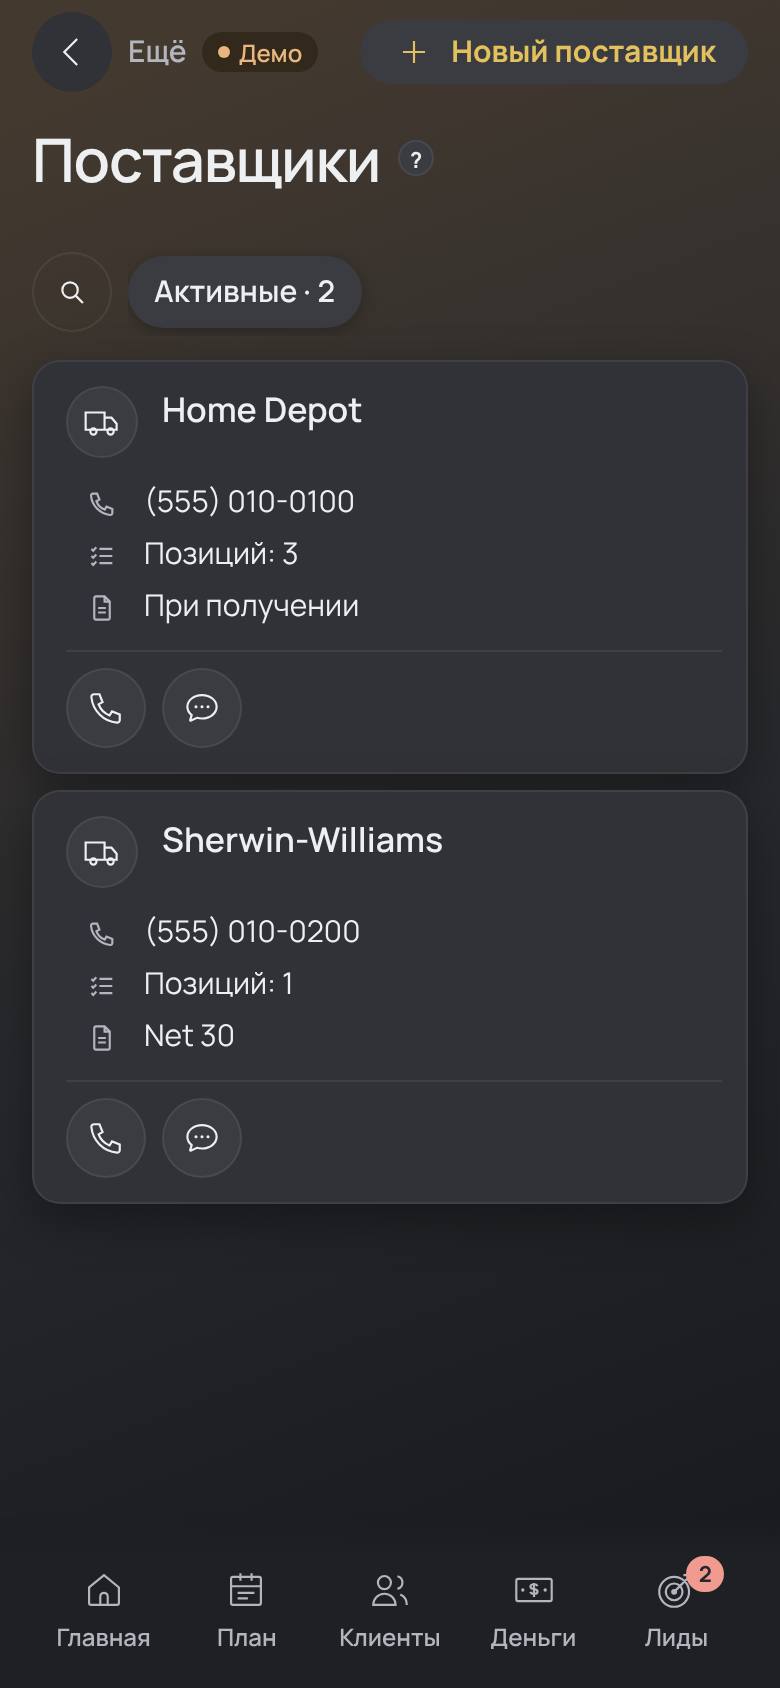 Ещё
Демо
Новый поставщик
Поставщики ?
Активные · 2
Home Depot
(555) 010-0100
Позиций: 3
При получении
Sherwin-Williams
(555) 010-0200
Позиций: 1
Net 30
2
Главная
План
Клиенты
Деньги
Лиды